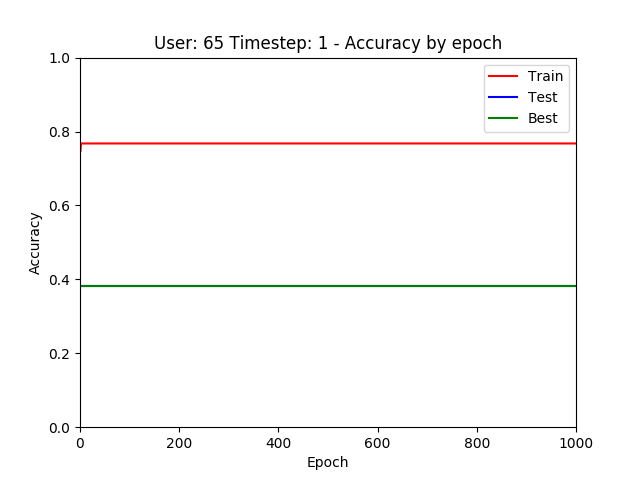 User: 65 Timestep: 1 - Accuracy by epoch
1.0
0.8
0.6
0.4
0.2
0.0
Accuracy
Train
Test
Best
0 200 400 600 800 1000
Epoch